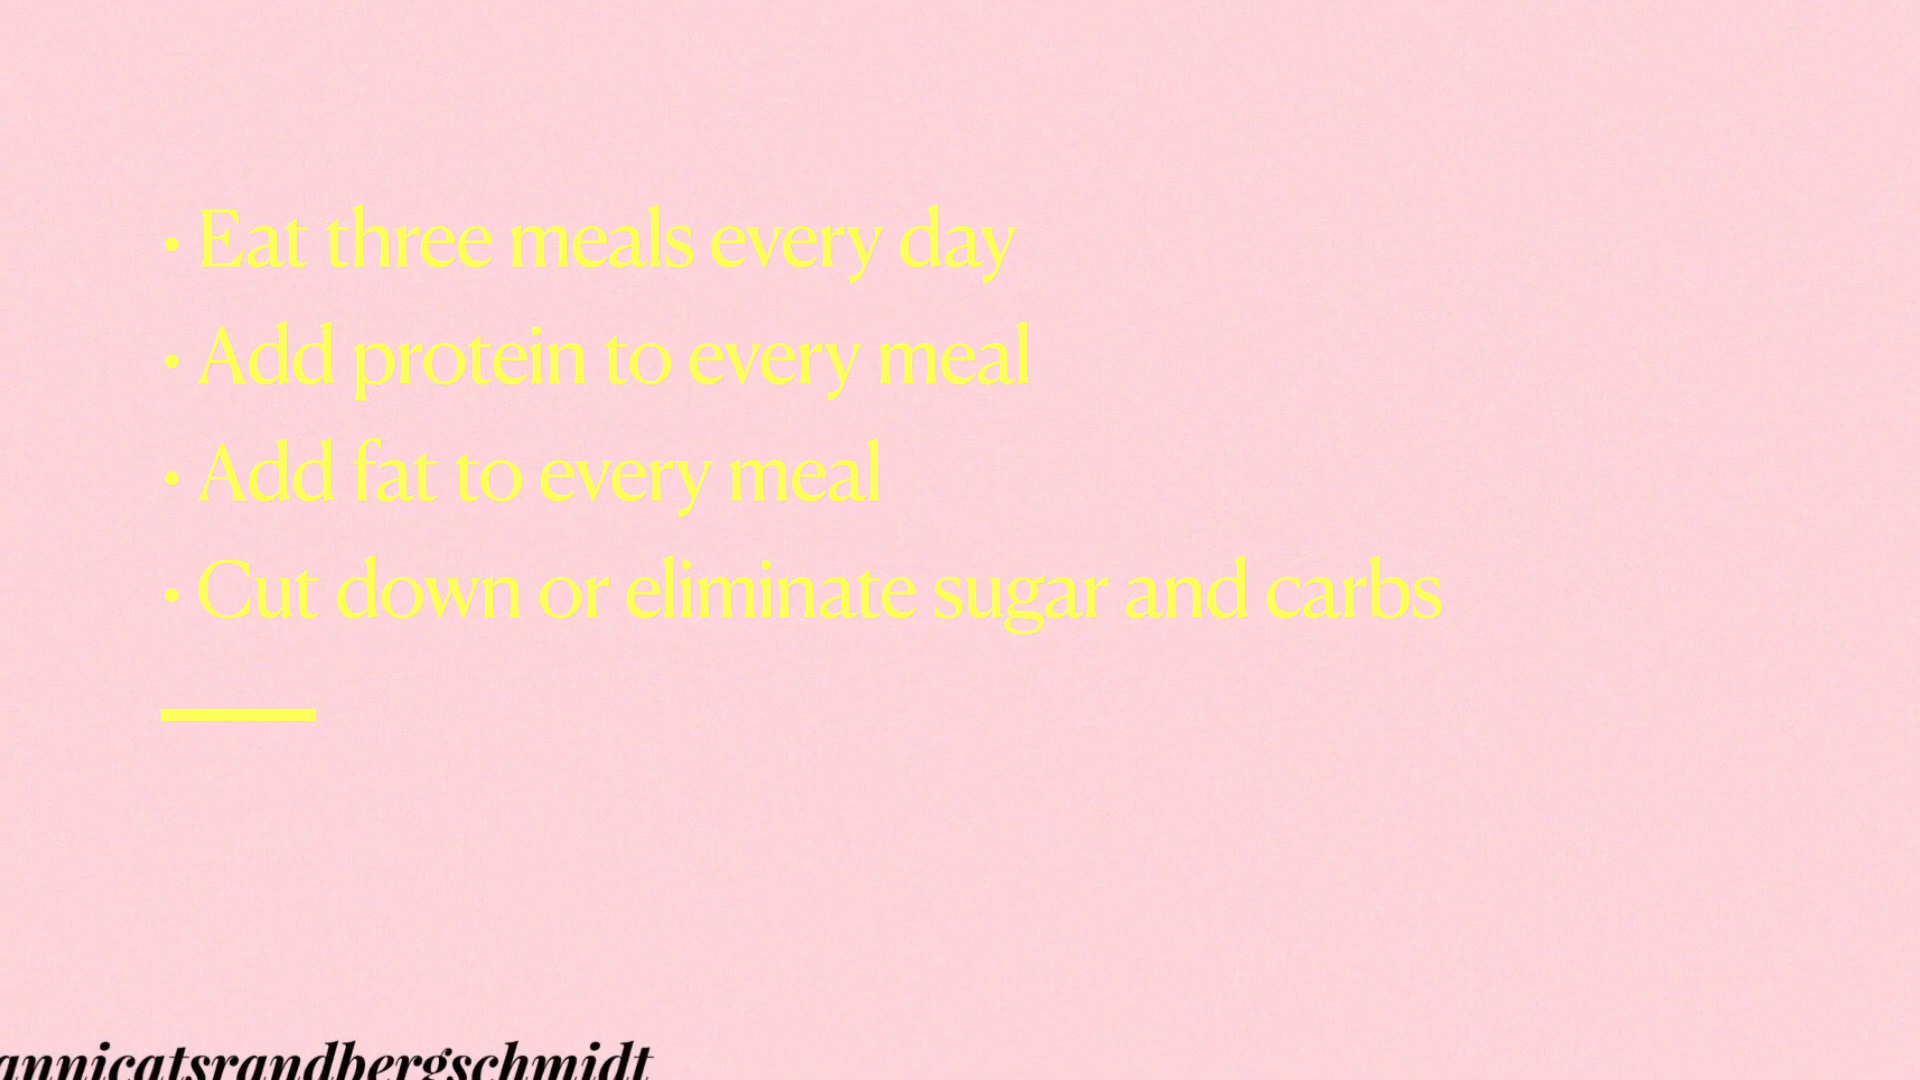 • Eat three meals every day
• Add protein to every meal
• Add fat to every meal
• Cut down or eliminate sugar and carbs
annicatsrandbergschmidt